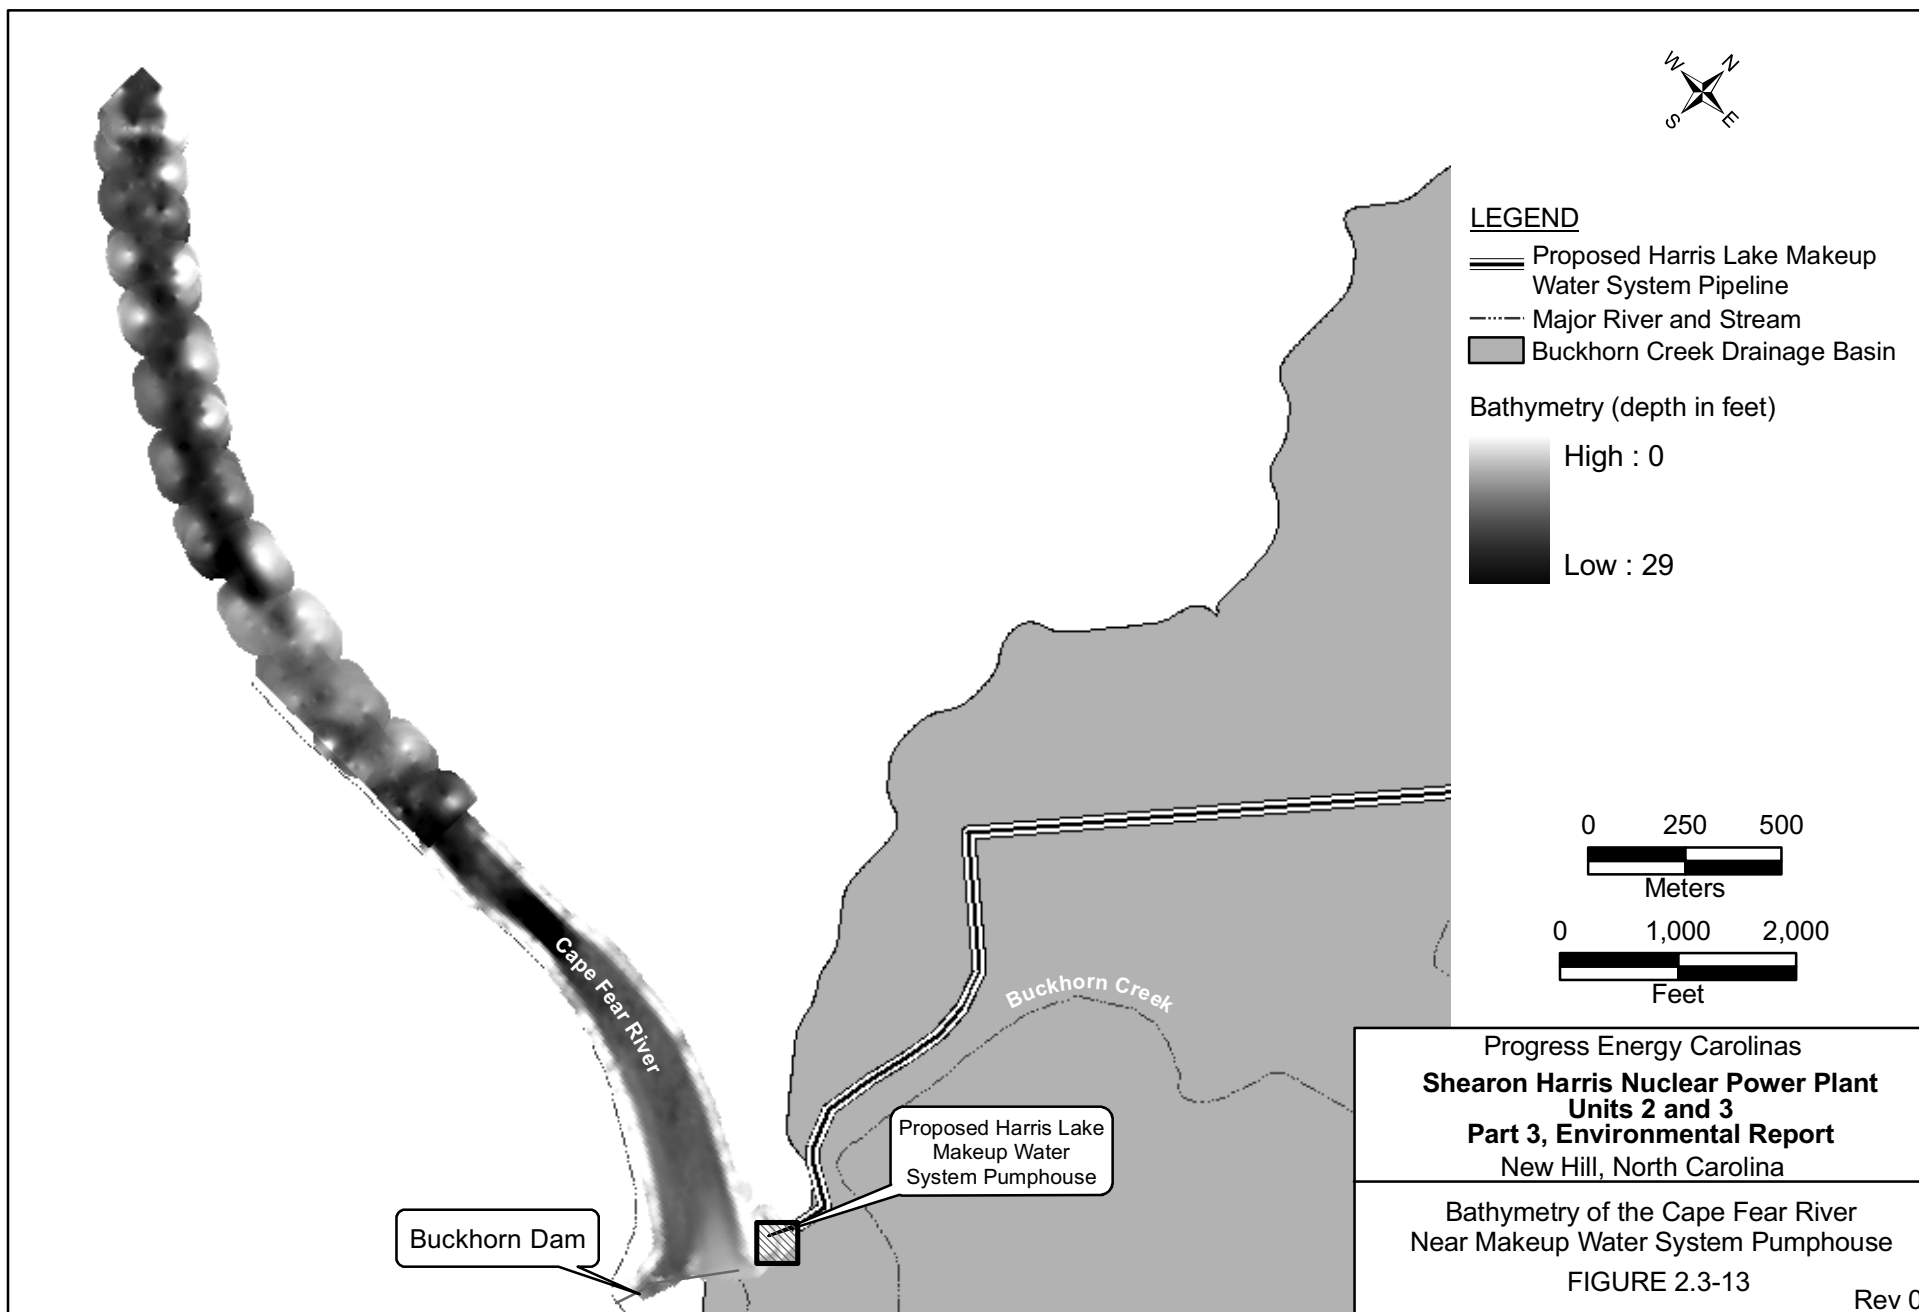 W
N
S
E
LEGEND
Proposed Harris Lake Makeup
Water System Pipeline
Major River and Stream
Buckhorn Creek Drainage Basin
Bathymetry (depth in feet)
High : 0
Low : 29
0 250 500
Meters
0 1,000 2,000
Feet
Cape Fear River
Buckhorn Creek
Proposed Harris Lake
Makeup Water
System Pumphouse
Buckhorn Dam
Progress Energy Carolinas
Shearon Harris Nuclear Power Plant
Units 2 and 3
Part 3, Environmental Report
New Hill, North Carolina
Bathymetry of the Cape Fear River
Near Makeup Water System Pumphouse
FIGURE 2.3-13
Rev 0